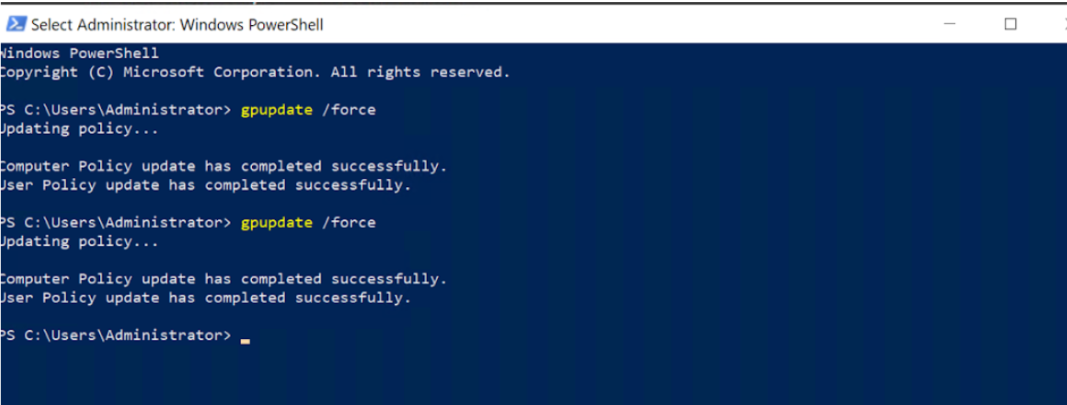 Select Administrator: Windows PowerShell
Windows PowerShell
Copyright (C) Microsoft Corporation. All rights reserved.
PS C:\Users\Administrator> gpupdate /force
Updating policy...
Computer Policy update has completed successfully.
User Policy update has completed successfully.
PS C:\Users\Administrator> gpupdate /force
Updating policy...
Computer Policy update has completed successfully.
User Policy update has completed successfully.
PS C:\Users\Administrator>